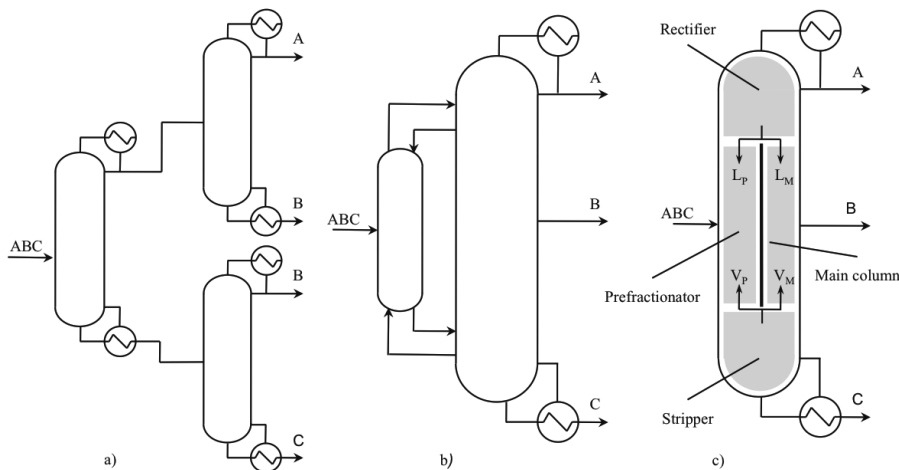 A
ABC
B
B
C
a)
A
ABC
B
C
b)
Rectifier
A
L_P L_M
ABC
B
V_P V_M
Main column
Prefractionator
C
Stripper
c)